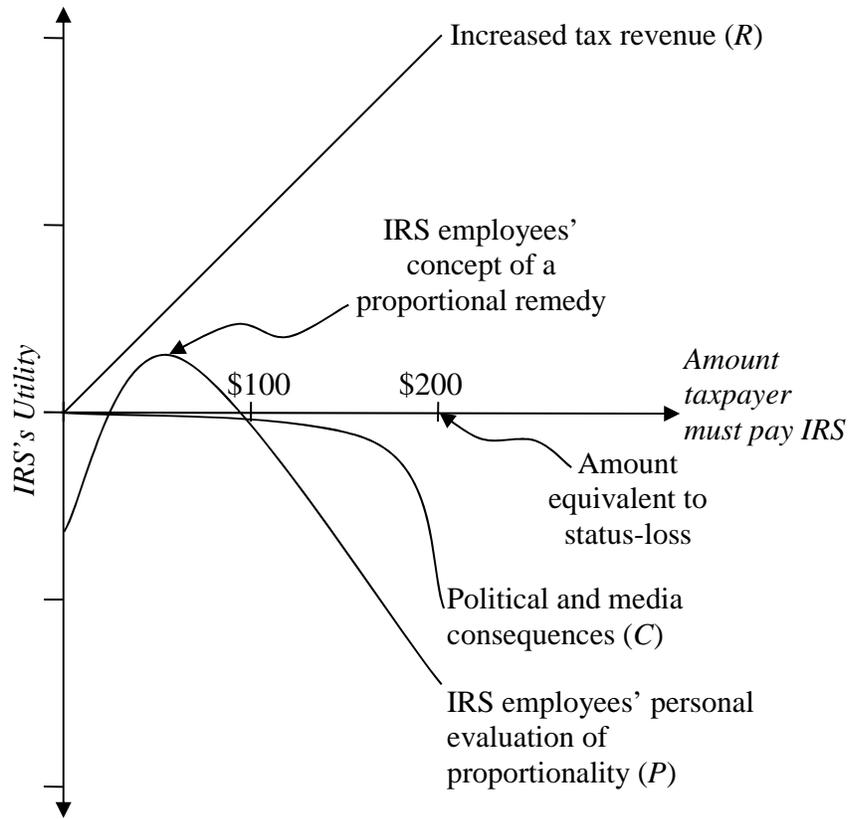 Increased tax revenue (R)
IRS employees’
concept of a
proportional remedy
IRS's Utility
$100
$200
Amount
taxpayer
must pay IRS
Amount
equivalent to
status-loss
Political and media
consequences (C)
IRS employees’ personal
evaluation of
proportionality (P)